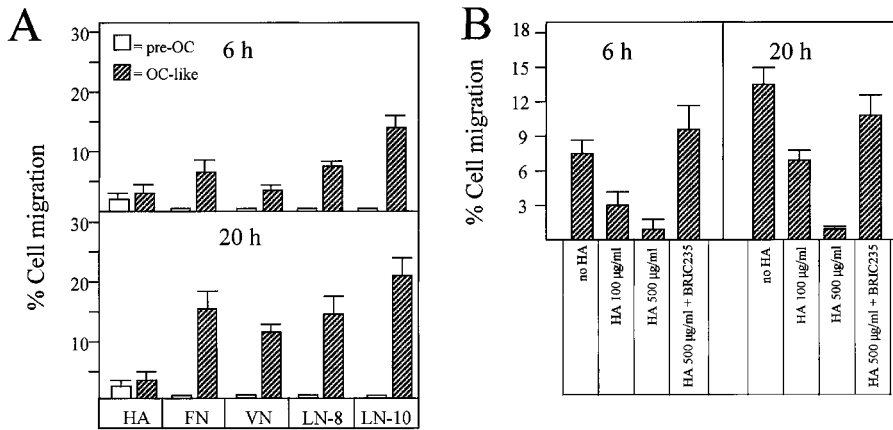 A
B
% Cell migration
30
20
10
□ = pre-OC
▨ = OC-like
6 h
30
20
10
20 h
HA FN VN LN-8 LN-10
% Cell migration
18
15
12
9
6
3
6 h
20 h
no HA
HA 100 µg/ml
HA 500 µg/ml
HA 500 µg/ml + BRIC235
no HA
HA 100 µg/ml
HA 500 µg/ml
HA 500 µg/ml + BRIC235